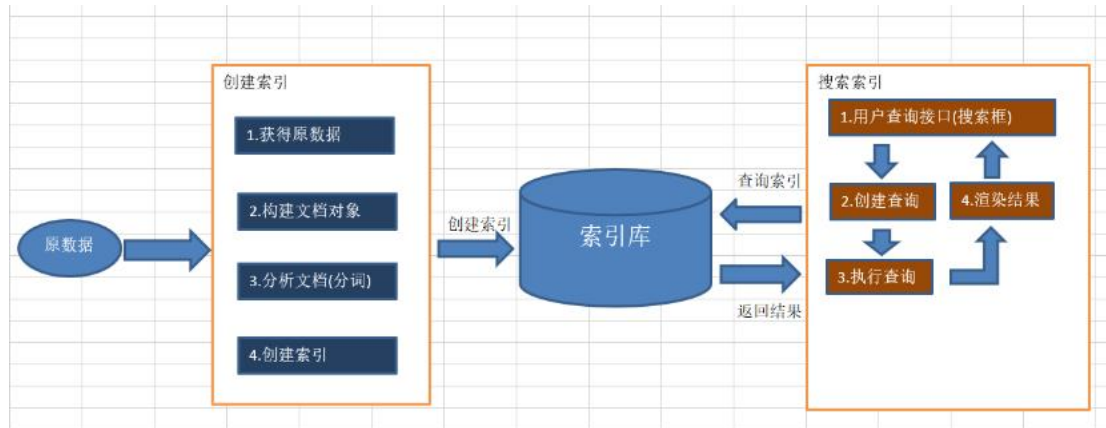 原数据
创建索引
1.获得原数据
2.构建文档对象
3.分析文档(分词)
4.创建索引
创建索引
索引库
查询索引
返回结果
搜索索引
1.用户查询接口(搜索框)
2.创建查询
4.渲染结果
3.执行查询